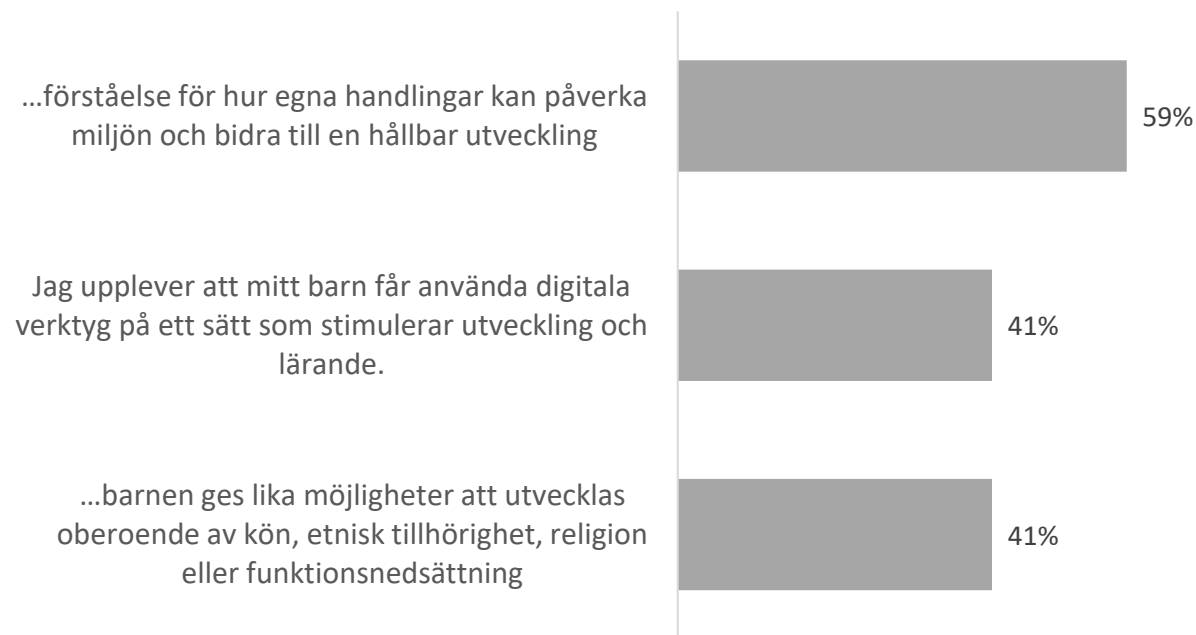 ...förståelse för hur egna handlingar kan påverka
miljön och bidra till en hållbar utveckling
59%
Jag upplever att mitt barn får använda digitala
verktyg på ett sätt som stimulerar utveckling och
lärande.
41%
...barnen ges lika möjligheter att utvecklas
oberoende av kön, etnisk tillhörighet, religion
eller funktionsnedsättning
41%